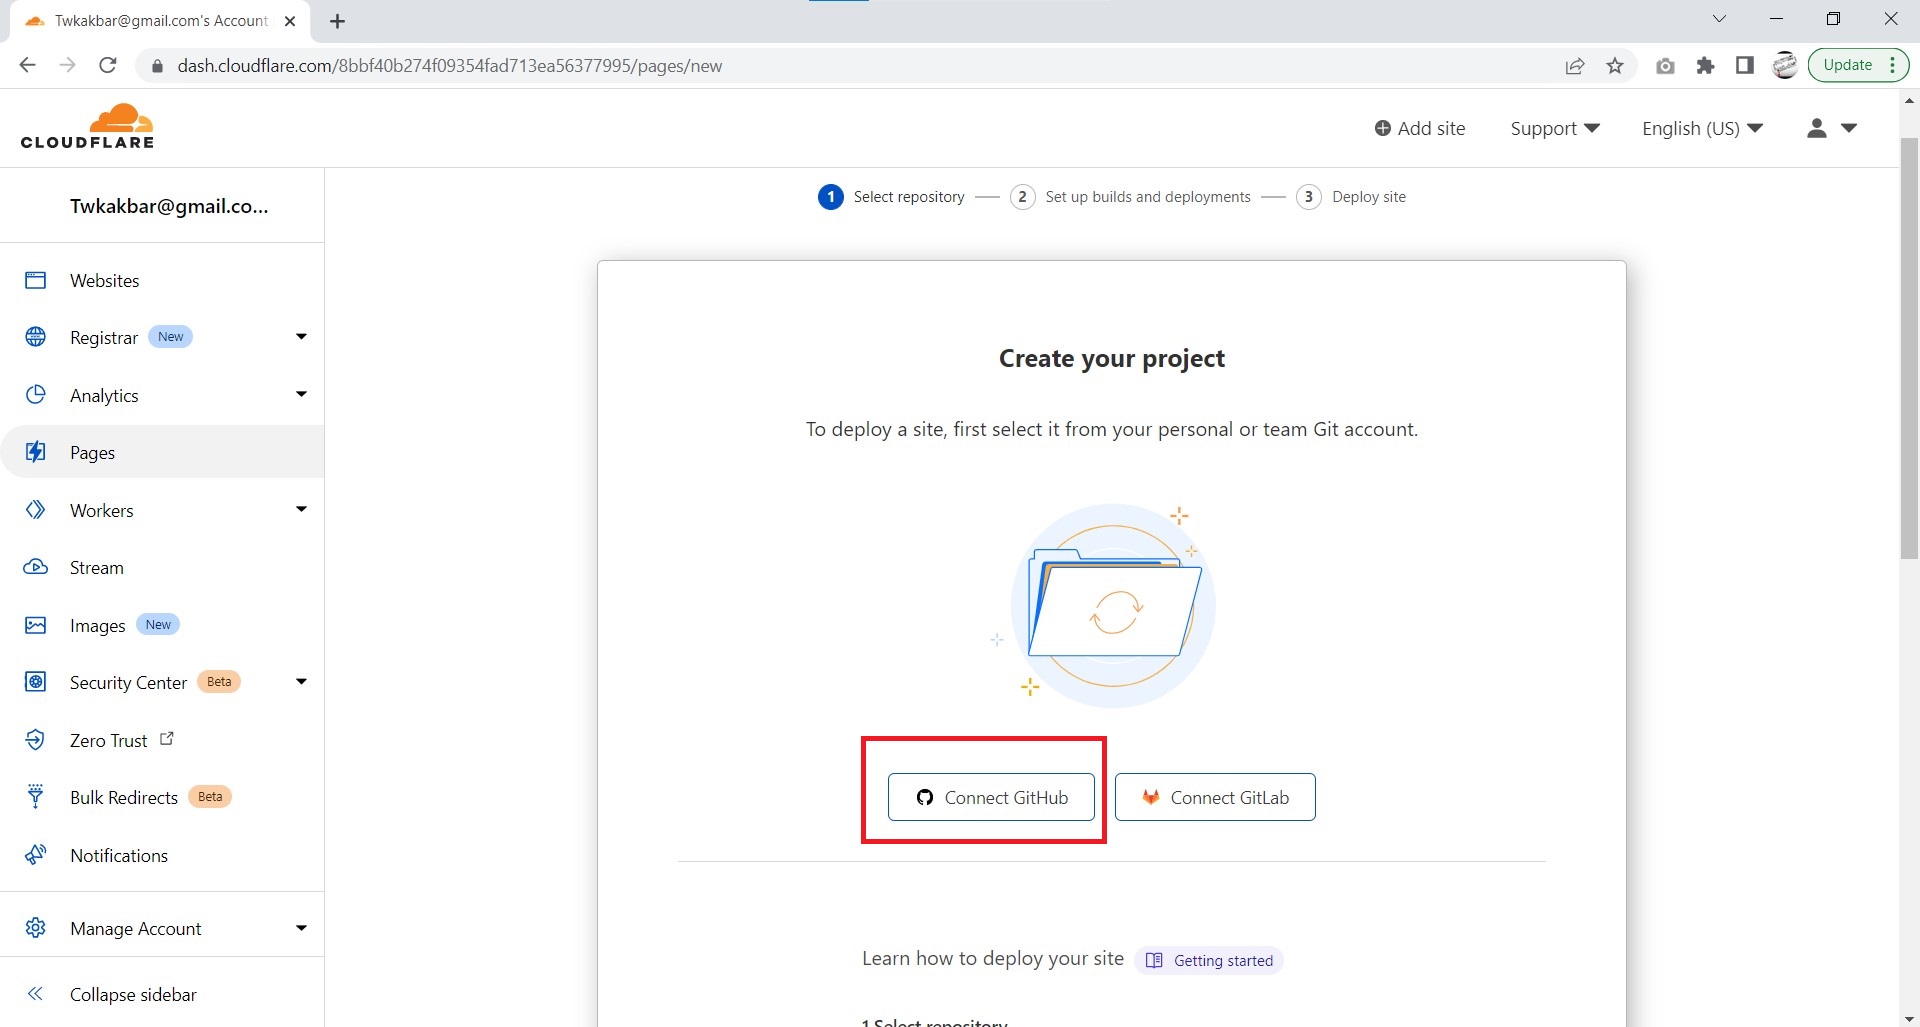 Twkakbar@gmail.com's Account
dash.cloudflare.com/8bbf40b274f09354fad713ea56377995/pages/new
Update
CLOUDFLARE
Add site
Support
English (US)
Twkakbar@gmail.co...
Websites
Registrar New
Analytics
Pages
Workers
Stream
Images New
Security Center Beta
Zero Trust
Bulk Redirects Beta
Notifications
Manage Account
Collapse sidebar
1 Select repository
2 Set up builds and deployments
3 Deploy site
Create your project
To deploy a site, first select it from your personal or team Git account.
Connect GitHub
Connect GitLab
Learn how to deploy your site Getting started
1 Select repository